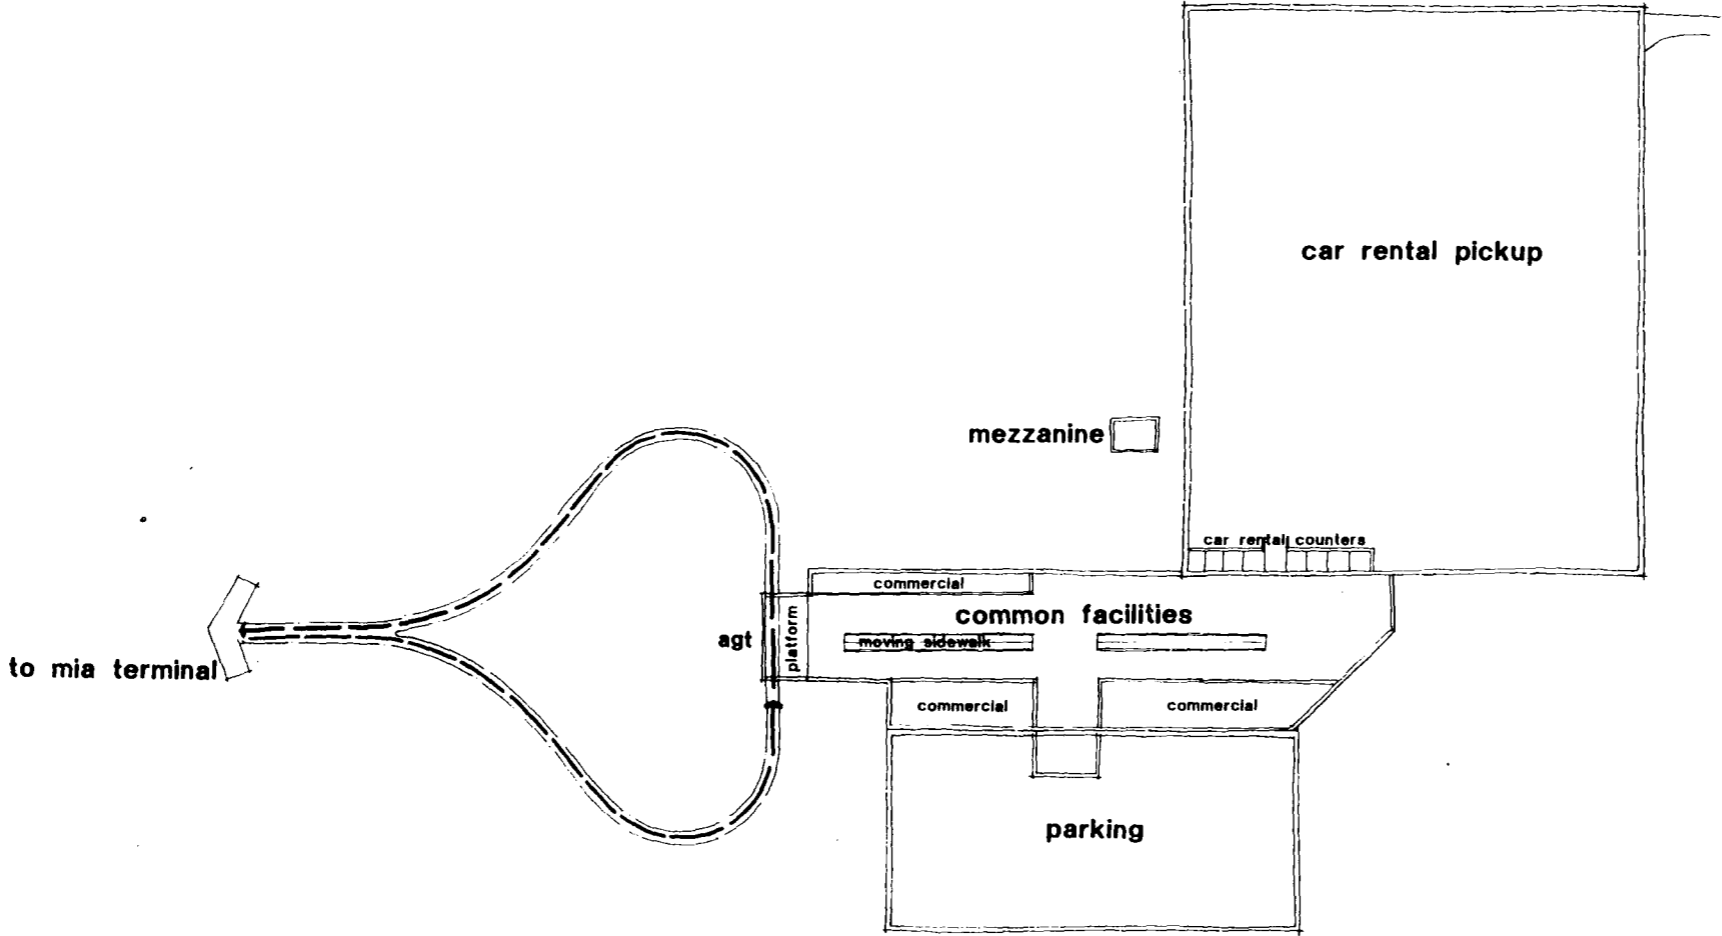 car rental pickup
mezzanine
car rental counters
commercial
common facilities
agt
platform
moving sidewalk
to mia terminal
commercial
commercial
parking